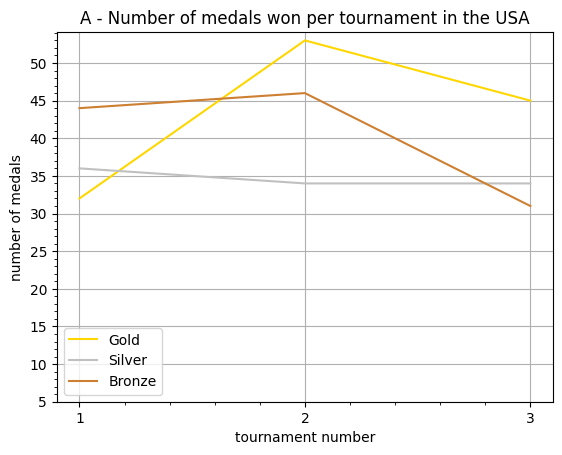 A - Number of medals won per tournament in the USA
number of medals
50
45
40
35
30
25
20
15
10
5
Gold
Silver
Bronze
1
2
3
tournament number